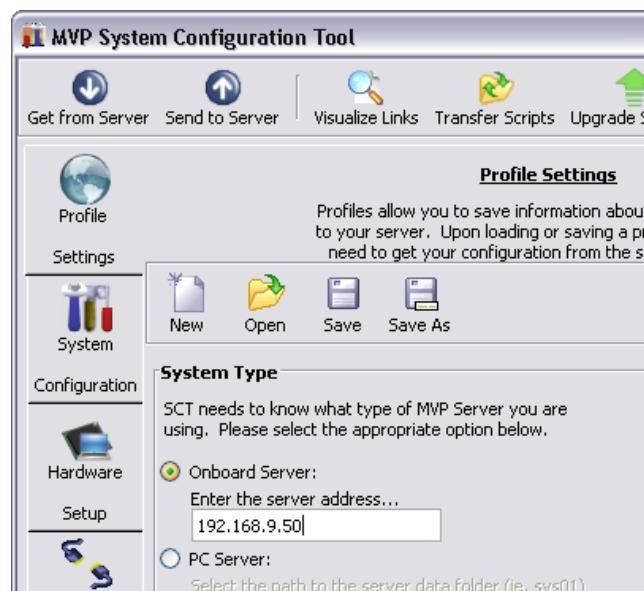 MVP System Configuration Tool
Get from Server Send to Server Visualize Links Transfer Scripts Upgrade
Profile Settings
Profiles allow you to save information
to your server. Upon loading or saving a
need to get your configuration from the
Profile
Settings
New Open Save Save As
System
Configuration
System Type
SCT needs to know what type of MVP Server you are
using. Please select the appropriate option below.
Hardware
Setup
Onboard Server:
Enter the server address...
192.168.9.50
PC Server:
Select the path to the server data folder (ie. sys01)